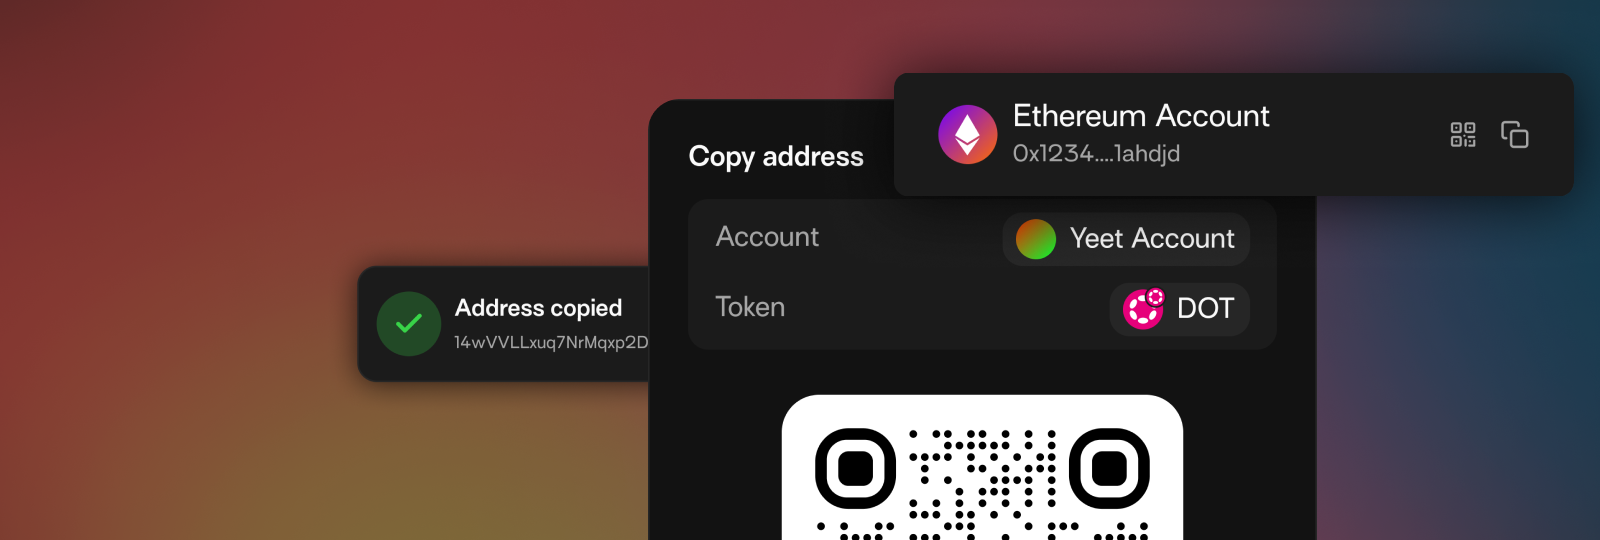 Ethereum Account
0x1234....1ahdjd
Copy address
Account
Yeet Account
Token
DOT
Address copied
14wVVLLxuq7NrMqxp2D